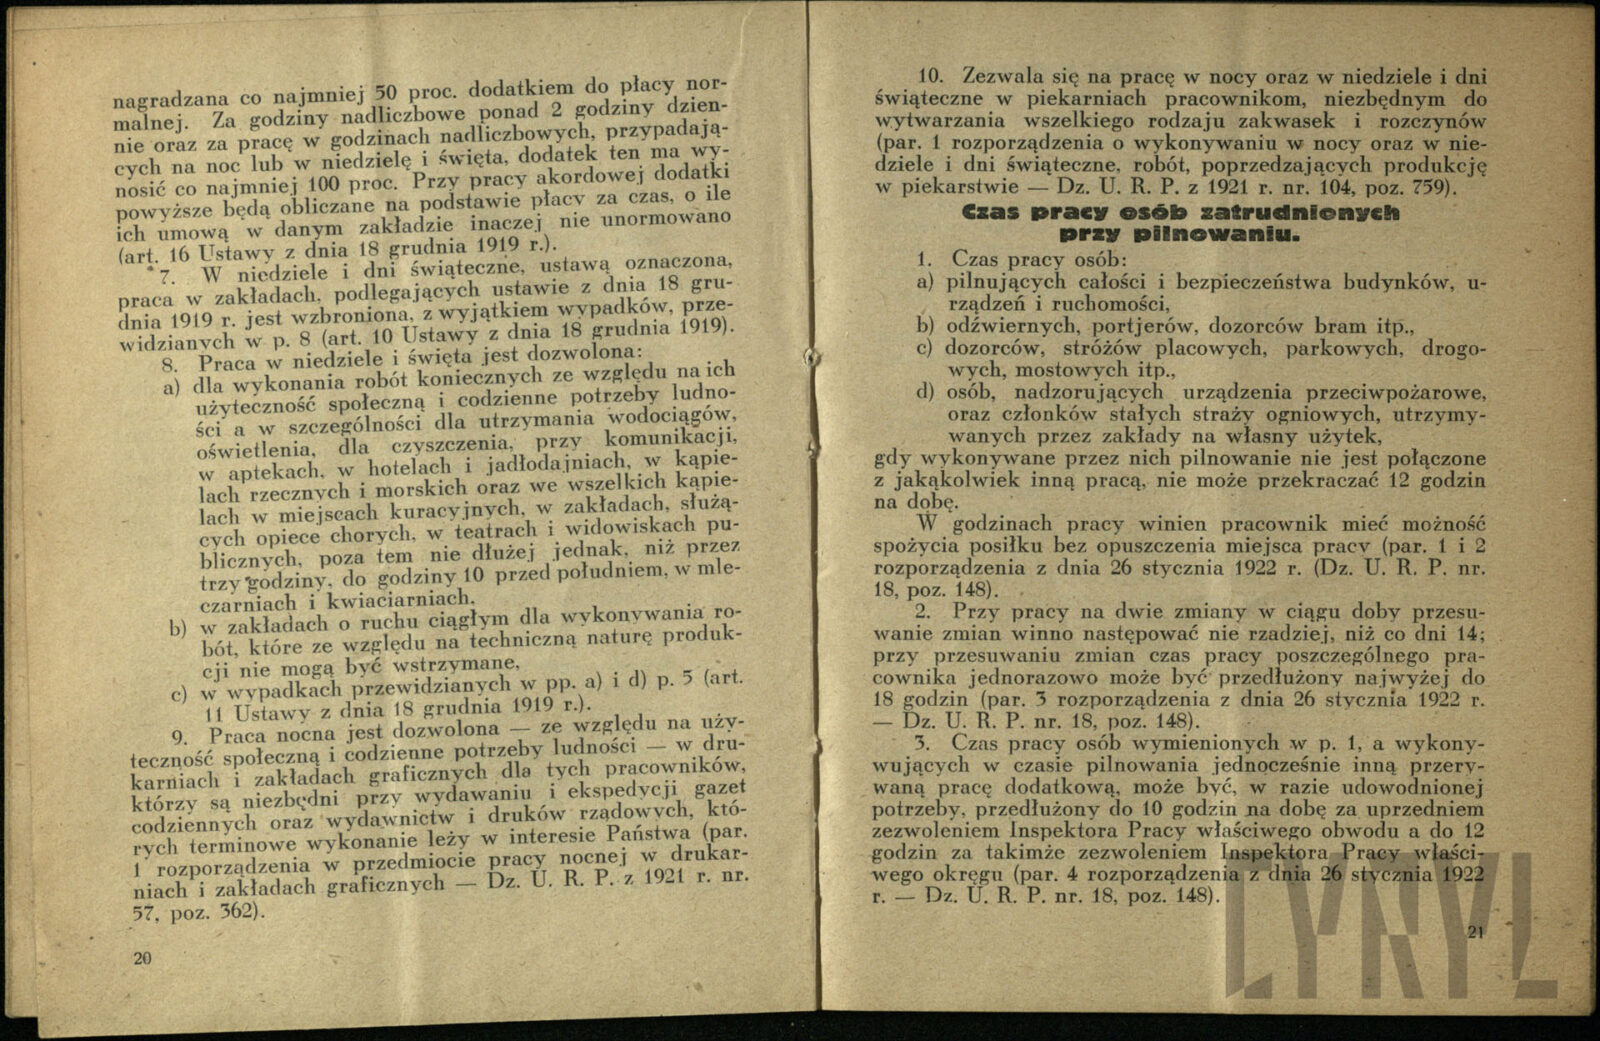 nagradzana co najmniej 50 proc. dodatkiem do płacy nor-
malnej. Za godziny nadliczbowe ponad 2 godziny dzien-
nie oraz za pracę w godzinach nadliczbowych, przypadają-
cych na noc lub w niedzielę i święta, dodatek ten ma wy-
nosić co najmniej 100 proc. Przy pracy akordowej dodatki
powyższe będą obliczane na podstawie płacy za czas, o ile
ich umową w danym zakładzie inaczej nie unormowano
(art. 16 Ustawy z dnia 18 grudnia 1919 r.).
7. W niedziele i dni świąteczne, ustawą oznaczona,
praca w zakładach, podlegających ustawie z dnia 18 gru-
dnia 1919 r. jest wzbroniona, z wyjątkiem wypadków, prze-
widzianych w p. 8 (art. 10 Ustawy z dnia 18 grudnia 1919).
8. Praca w niedziele i święta jest dozwolona:
a) dla wykonania robót koniecznych ze względu na ich
użyteczność społeczną i codzienne potrzeby ludno-
ści a w szczególności dla utrzymania wodociągów,
oświetlenia, dla czyszczenia, przy komunikacji,
w aptekach, w hotelach i jadłodajniach, w kąpie-
lach rzecznych i morskich oraz we wszelkich kąpie-
lach w miejscach kuracyjnych, w zakładach, służą-
cych opiece chorych, w teatrach i widowiskach pu-
blicznych, poza tem nie dłużej jednak, niż przez
trzy godziny, do godziny 10 przed południem, w mle-
czarniach i kwiaciarniach,
b) w zakładach o ruchu ciągłym dla wykonywania ro-
bót, które ze względu na techniczną naturę produk-
cji nie mogą być wstrzymane,
c) w wypadkach przewidzianych w pp. a) i d) p. 5 (art.
11 Ustawy z dnia 18 grudnia 1919 r.).
9. Praca nocna jest dozwolona — ze względu na uży-
teczność społeczną i codzienne potrzeby ludności — w dru-
karniach i zakładach graficznych dla tych pracowników,
którzy są niezbędni przy wydawaniu i ekspedycji gazet
codziennych oraz wydawnictw i druków rządowych, któ-
rych terminowe wykonanie leży w interesie Państwa (par.
1 rozporządzenia w przedmiocie pracy nocnej w drukar-
niach i zakładach graficznych — Dz. U. R. P. z 1921 r. nr.
57, poz. 362).
20
10. Zezwala się na pracę w nocy oraz w niedziele i dni
świąteczne w piekarniach pracownikom, niezbędnym do
wytwarzania wszelkiego rodzaju zakwasek i rozczynów
(par. 1 rozporządzenia o wykonywaniu w nocy oraz w nie-
dziele i dni świąteczne, robót, poprzedzających produkcję
w piekarstwie — Dz. U. R. P. z 1921 r. nr. 104, poz. 759).
Czas pracy osób zatrudnionych
przy pilnowaniu.
1. Czas pracy osób:
a) pilnujących całości i bezpieczeństwa budynków, u-
rządzeń i ruchomości,
b) odźwiernych, portjerów, dozorców bram itp.,
c) dozorców, stróżów placowych, parkowych, drogo-
wych, mostowych itp.,
d) osób, nadzorujących urządzenia przeciwpożarowe,
oraz członków stałych straży ogniowych, utrzymy-
wanych przez zakłady na własny użytek,
gdy wykonywane przez nich pilnowanie nie jest połączone
z jakąkolwiek inną pracą, nie może przekraczać 12 godzin
na dobę.
W godzinach pracy winien pracownik mieć możność
spożycia posiłku bez opuszczenia miejsca pracy (par. 1 i 2
rozporządzenia z dnia 26 stycznia 1922 r. (Dz. U. R. P. nr.
18, poz. 148).
2. Przy pracy na dwie zmiany w ciągu doby przesu-
wanie zmian winno następować nie rzadziej, niż co dni 14;
przy przesuwaniu zmian czas pracy poszczególnego pra-
cownika jednorazowo może być przedłużony najwyżej do
18 godzin (par. 3 rozporządzenia z dnia 26 stycznia 1922 r.
— Dz. U. R. P. nr. 18, poz. 148).
3. Czas pracy osób wymienionych w p. 1, a wykony-
wujących w czasie pilnowania jednocześnie inną przery-
waną pracę dodatkową, może być, w razie udowodnionej
potrzeby, przedłużony do 10 godzin na dobę za uprzedniem
zezwoleniem Inspektora Pracy właściwego obwodu a do 12
godzin za takimże zezwoleniem Inspektora Pracy właści-
wego okręgu (par. 4 rozporządzenia z dnia 26 stycznia 1922
r. — Dz. U. R. P. nr. 18, poz. 148).
21